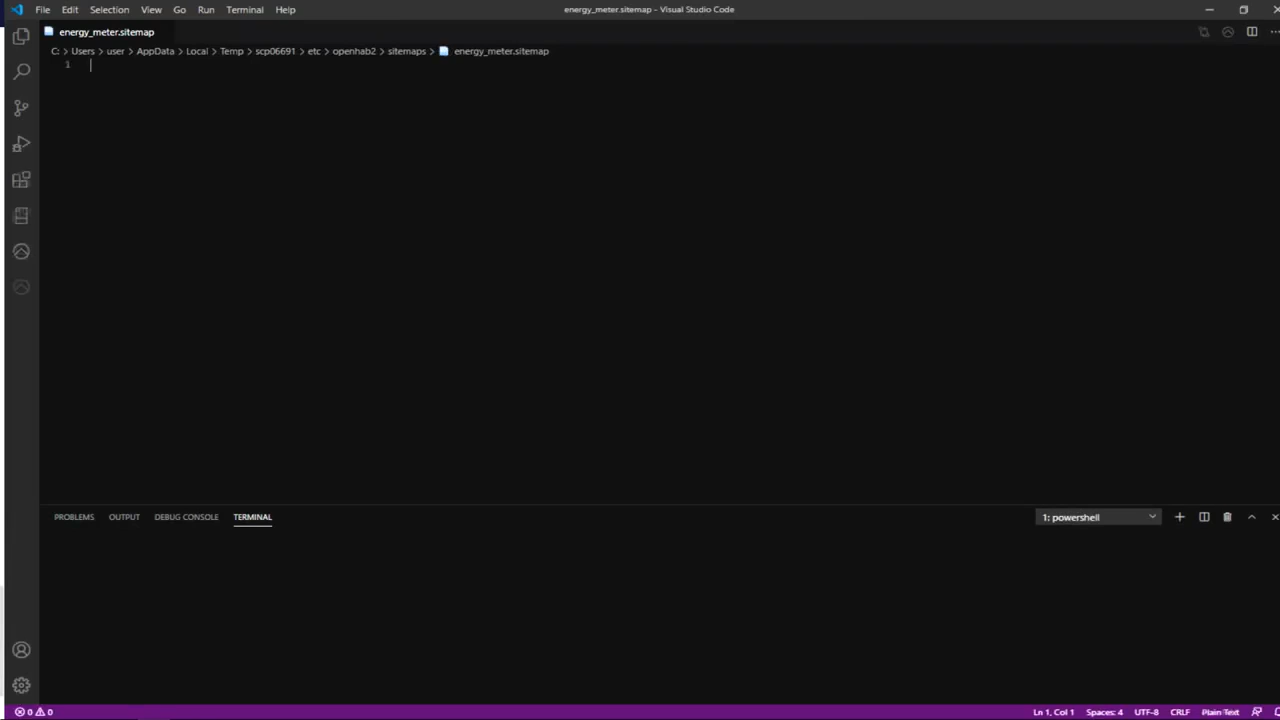 File Edit Selection View Go Run Terminal Help energy_meter.sitemap - Visual Studio Code
energy_meter.sitemap
C: > Users > user > AppData > Local > Temp > scp06691 > etc > openhab2 > sitemaps > energy_meter.sitemap
1
PROBLEMS OUTPUT DEBUG CONSOLE TERMINAL 1: powershell
0 0 Ln 1, Col 1 Spaces: 4 UTF-8 CRLF Plain Text